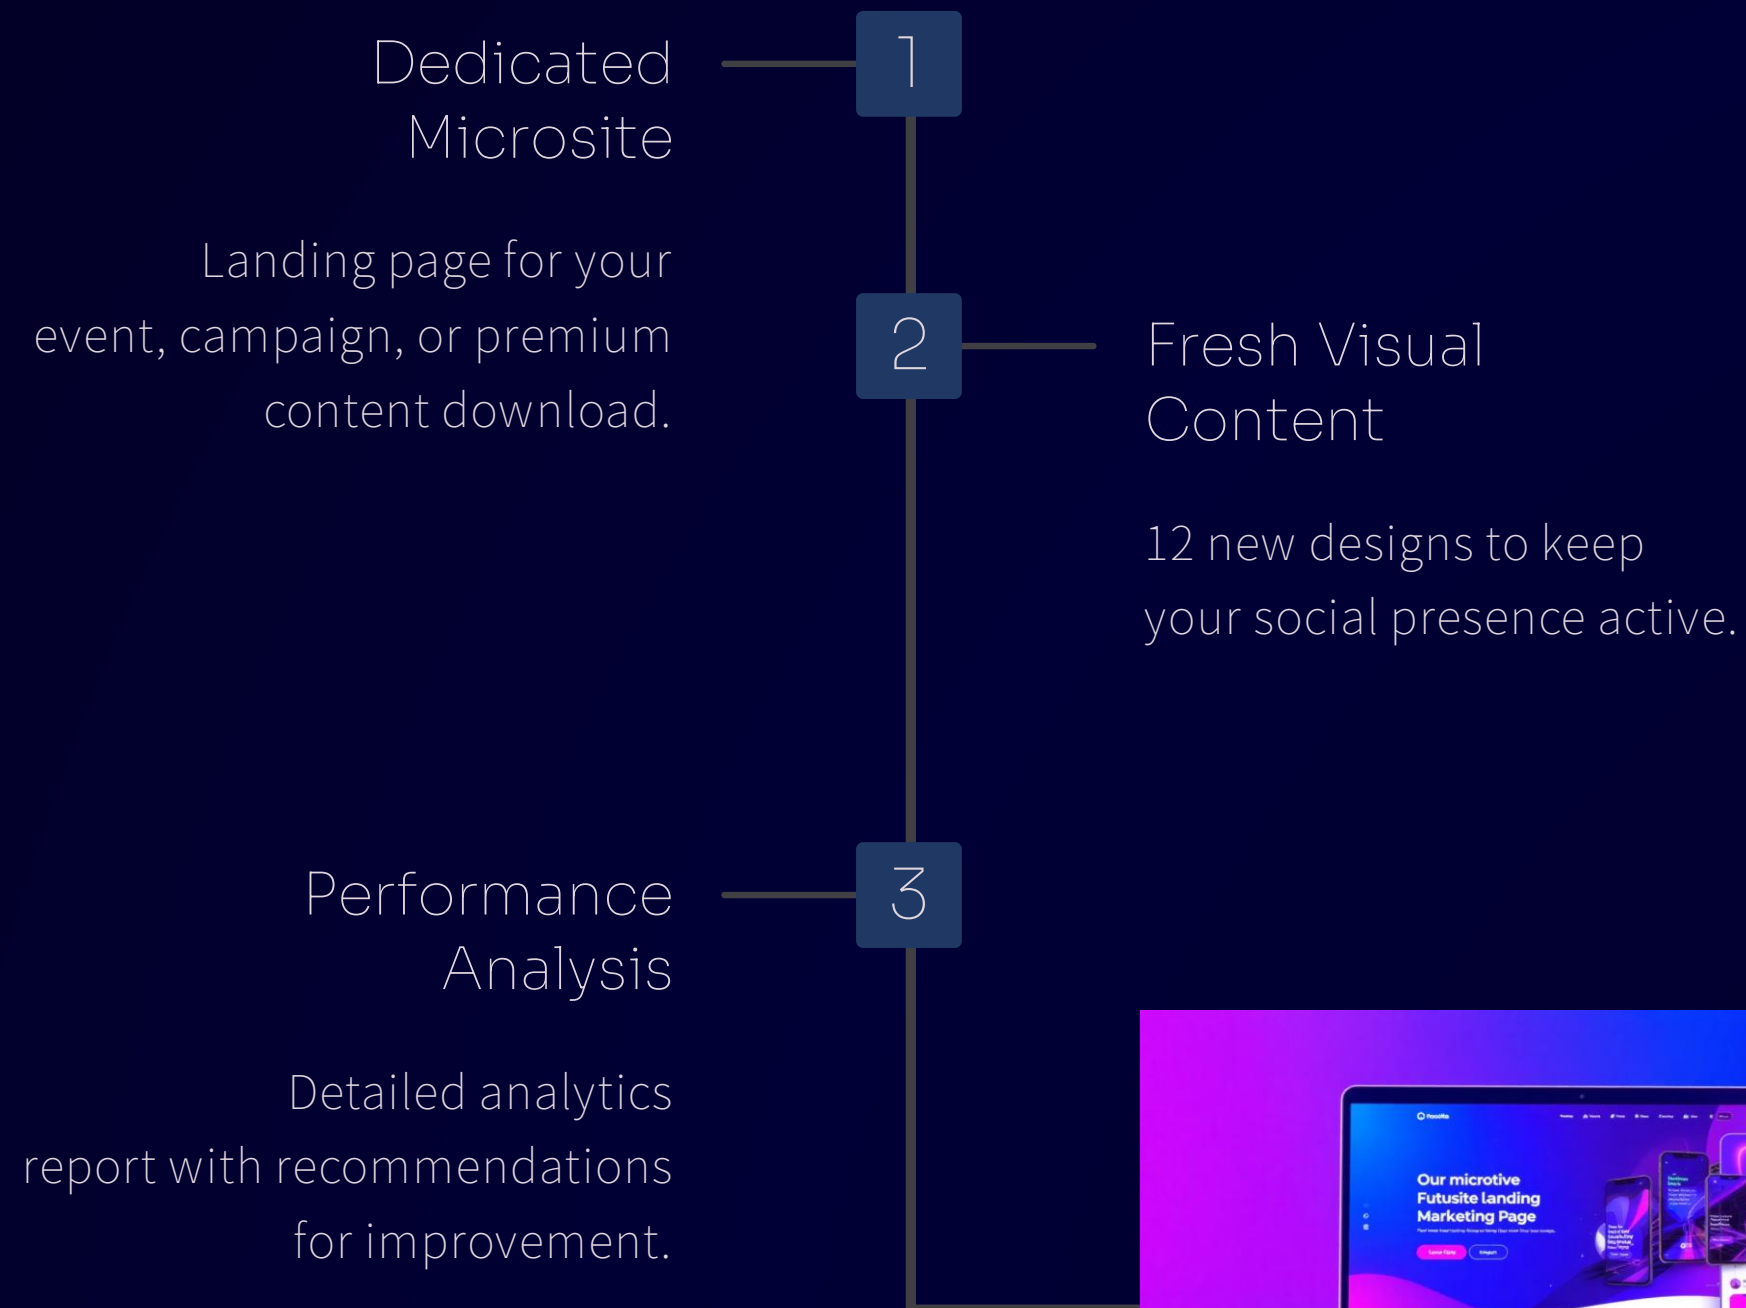 Dedicated
Microsite
1
Landing page for your
event, campaign, or premium
content download.
2
Fresh Visual
Content
12 new designs to keep
your social presence active.
Performance
Analysis
3
Detailed analytics
report with recommendations
for improvement.
Our microtive
Futusite landing
Marketing Page